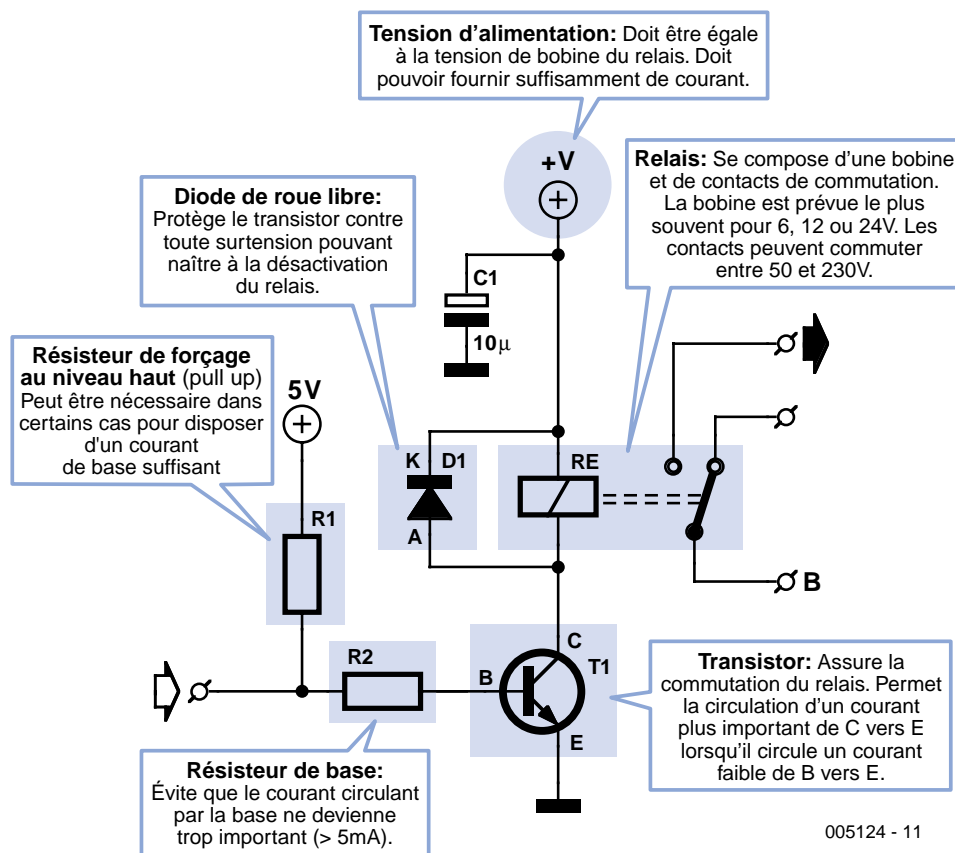 Tension d’alimentation: Doit être égale
à la tension de bobine du relais. Doit
pouvoir fournir suffisamment de courant.
+V
Relais: Se compose d’une bobine
et de contacts de commutation.
La bobine est prévue le plus
souvent pour 6, 12 ou 24V. Les
contacts peuvent commuter
entre 50 et 230V.
Diode de roue libre:
Protège le transistor contre
toute surtension pouvant
naître à la désactivation
du relais.
C1
10µ
Résisteur de forçage
au niveau haut (pull up)
Peut être nécessaire dans
certains cas pour disposer
d'un courant
de base suffisant
5V
K D1
A
RE
R1
B
R2
B
C
T1
E
Transistor: Assure la
commutation du relais. Permet
la circulation d’un courant
plus important de C vers E
lorsqu’il circule un courant
faible de B vers E.
Résisteur de base:
Évite que le courant circulant
par la base ne devienne
trop important (> 5mA).
005124 - 11